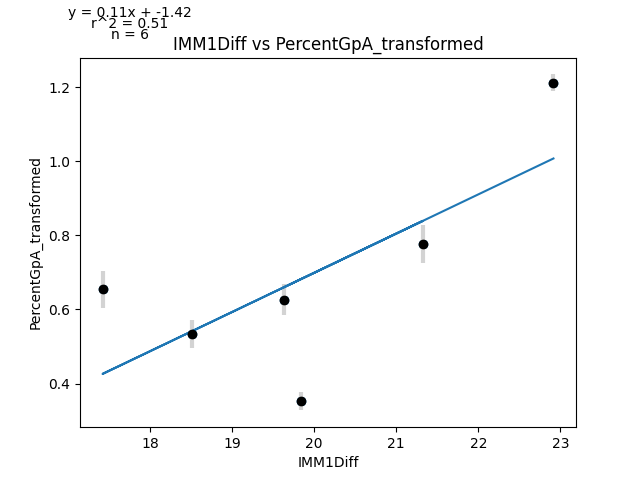 y = 0.11x + -1.42
r^2 = 0.51
n = 6
IMM1Diff vs PercentGpA_transformed
PercentGpA_transformed
1.2
1.0
0.8
0.6
0.4
18 19 20 21 22 23
IMM1Diff